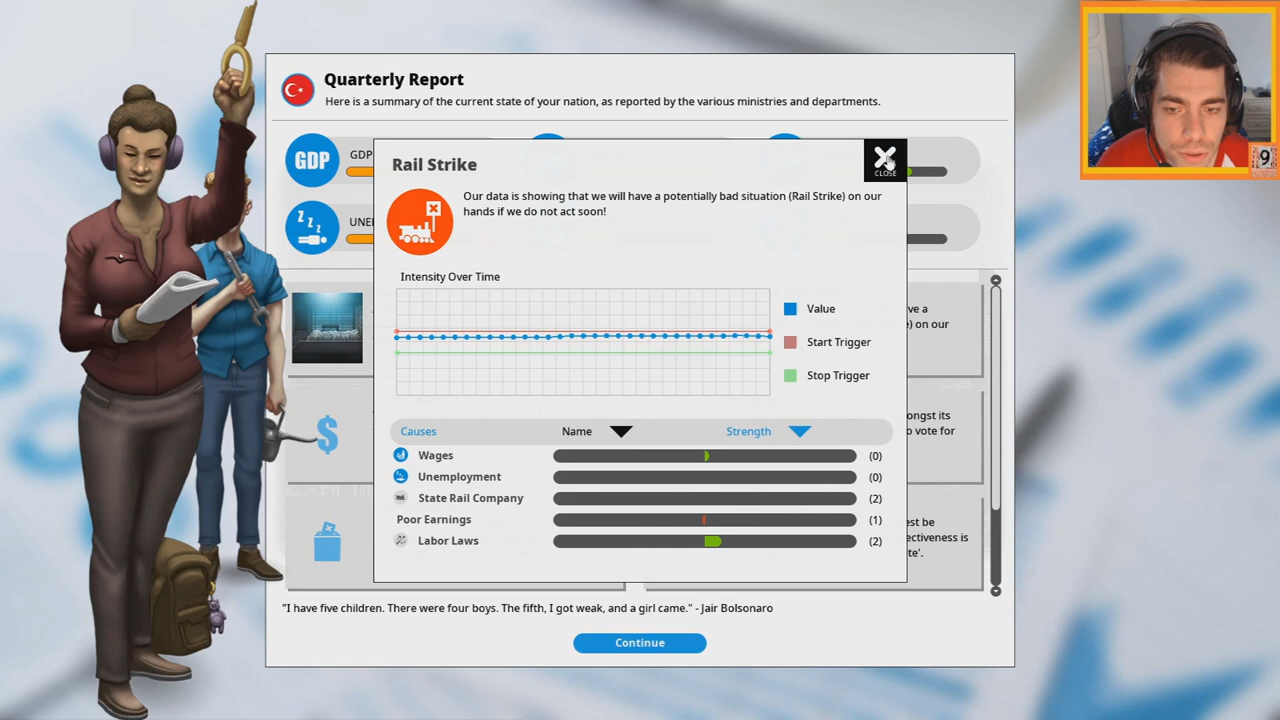 Quarterly Report
Here is a summary of the current state of your nation, as reported by the various ministries and departments.
GDP
GDP
CLOSE
Rail Strike
Our data is showing that we will have a potentially bad situation (Rail Strike) on our
hands if we do not act soon!
Intensity Over Time
Value
Start Trigger
Stop Trigger
Causes Name Strength
Wages (0)
Unemployment (0)
State Rail Company (2)
Poor Earnings (1)
Labor Laws (2)
ve a
e) on our
ongst its
o vote for
est be
ectiveness is
te'.
"I have five children. There were four boys. The fifth, I got weak, and a girl came." - Jair Bolsonaro
Continue
9